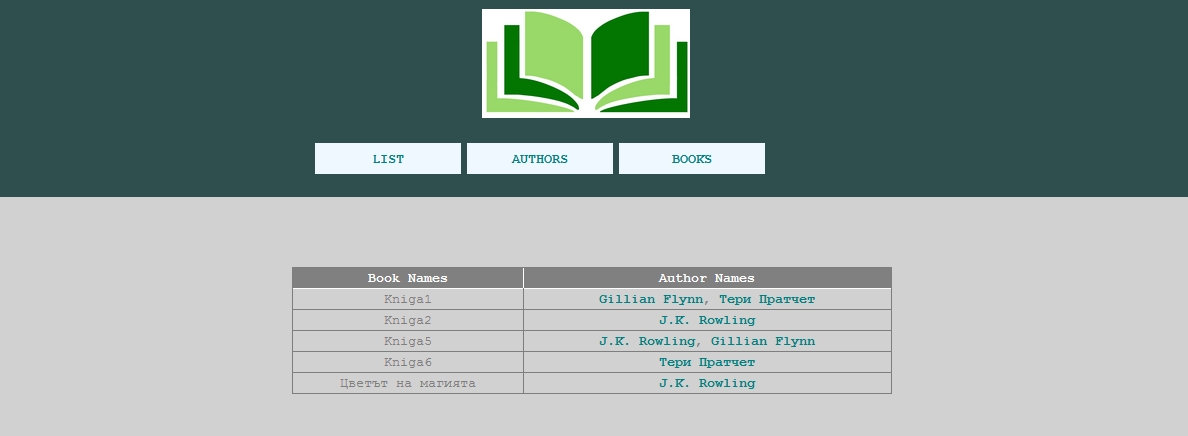 LIST AUTHORS BOOKS
Book Names Author Names
Kniga1 Gillian Flynn, Тери Пратчет
Kniga2 J.K. Rowling
Kniga5 J.K. Rowling, Gillian Flynn
Kniga6 Тери Пратчет
Цветът на магията J.K. Rowling